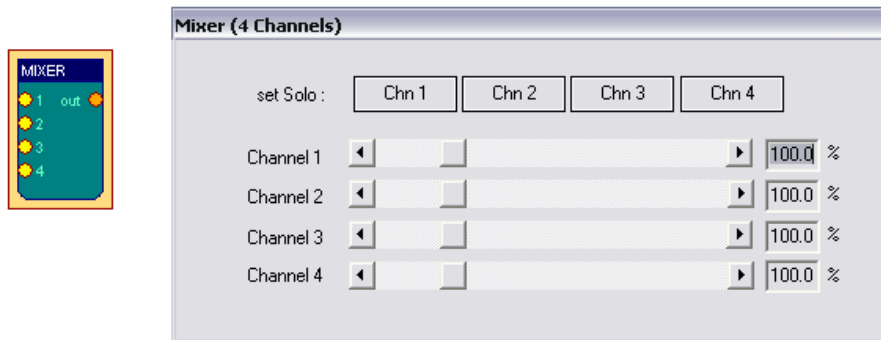 Mixer (4 Channels)
MIXER
1 out
2
3
4
set Solo : Chn 1 Chn 2 Chn 3 Chn 4
Channel 1 100.0 %
Channel 2 100.0 %
Channel 3 100.0 %
Channel 4 100.0 %